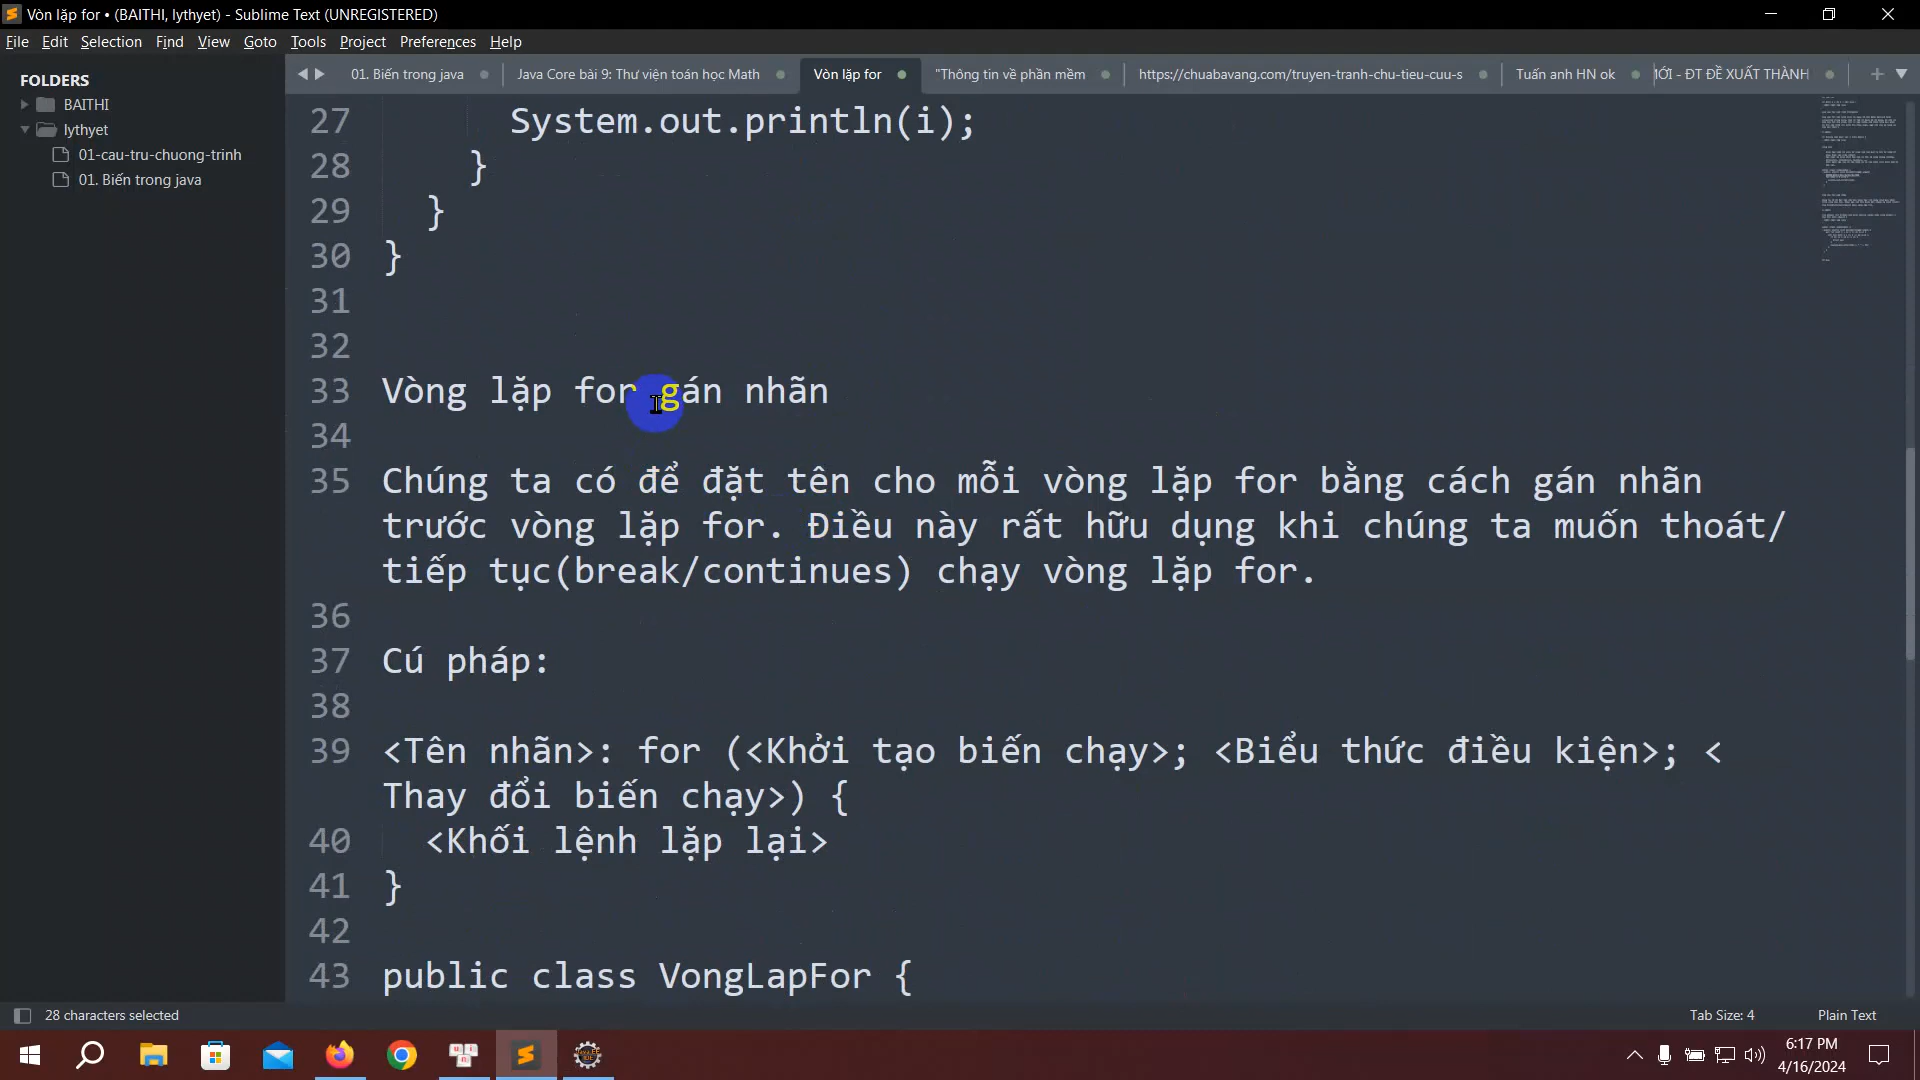 Vòn lặp for • (BAITHI, lythyet) - Sublime Text (UNREGISTERED)
File Edit Selection Find View Goto Tools Project Preferences Help
FOLDERS
BAITHI
lythyet
01-cau-tru-chuong-trinh
01. Biến trong java
01. Biến trong java
Java Core bài 9: Thư viện toán học Math
Vòn lặp for
"Thông tin về phần mềm
https://chuabavang.com/truyen-tranh-chu-tieu-cuu-s
Tuấn anh HN ok
MỚI - ĐT ĐỀ XUẤT THÀNH
27 System.out.println(i);
28 }
29 }
30 }
31
32
33 Vòng lặp for gán nhãn
34
35 Chúng ta có để đặt tên cho mỗi vòng lặp for bằng cách gán nhãn
trước vòng lặp for. Điều này rất hữu dụng khi chúng ta muốn thoát/
tiếp tục(break/continues) chạy vòng lặp for.
36
37 Cú pháp:
38
39 <Tên nhãn>: for (<Khởi tạo biến chạy>; <Biểu thức điều kiện>; <
Thay đổi biến chạy>) {
40 <Khối lệnh lặp lại>
41 }
42
43 public class VongLapFor {
28 characters selected
Tab Size: 4
Plain Text
6:17 PM
4/16/2024